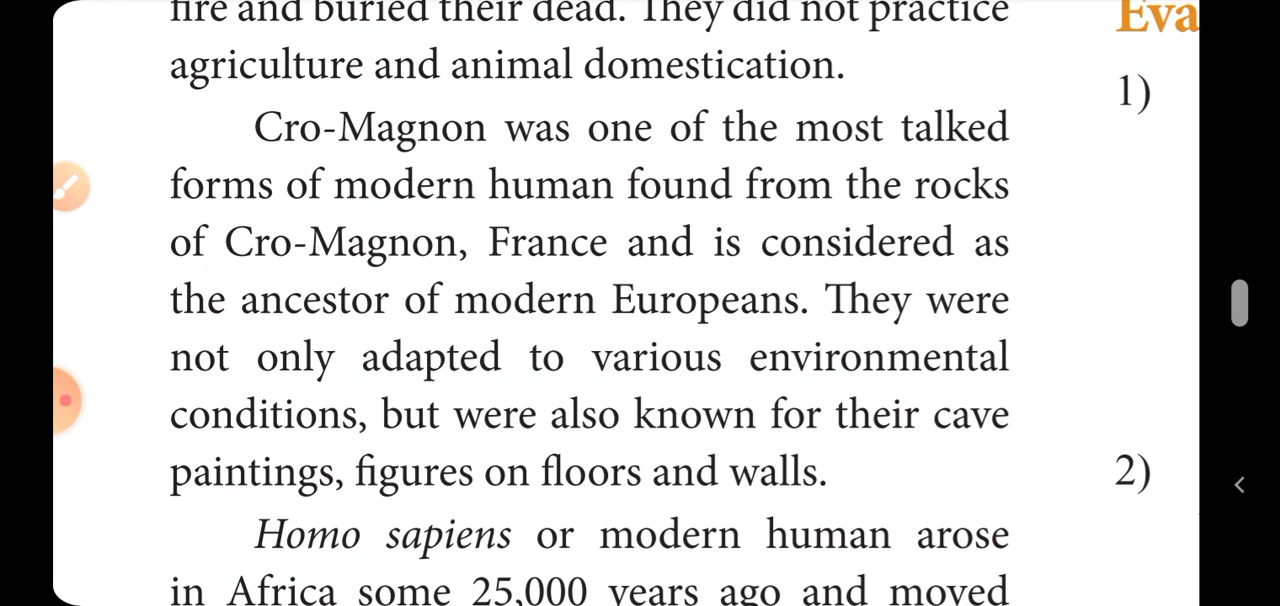 fire and buried their dead. They did not practice
agriculture and animal domestication.
Cro-Magnon was one of the most talked
forms of modern human found from the rocks
of Cro-Magnon, France and is considered as
the ancestor of modern Europeans. They were
not only adapted to various environmental
conditions, but were also known for their cave
paintings, figures on floors and walls.
Homo sapiens or modern human arose
in Africa some 25,000 years ago and moved
Eva
1)
2)